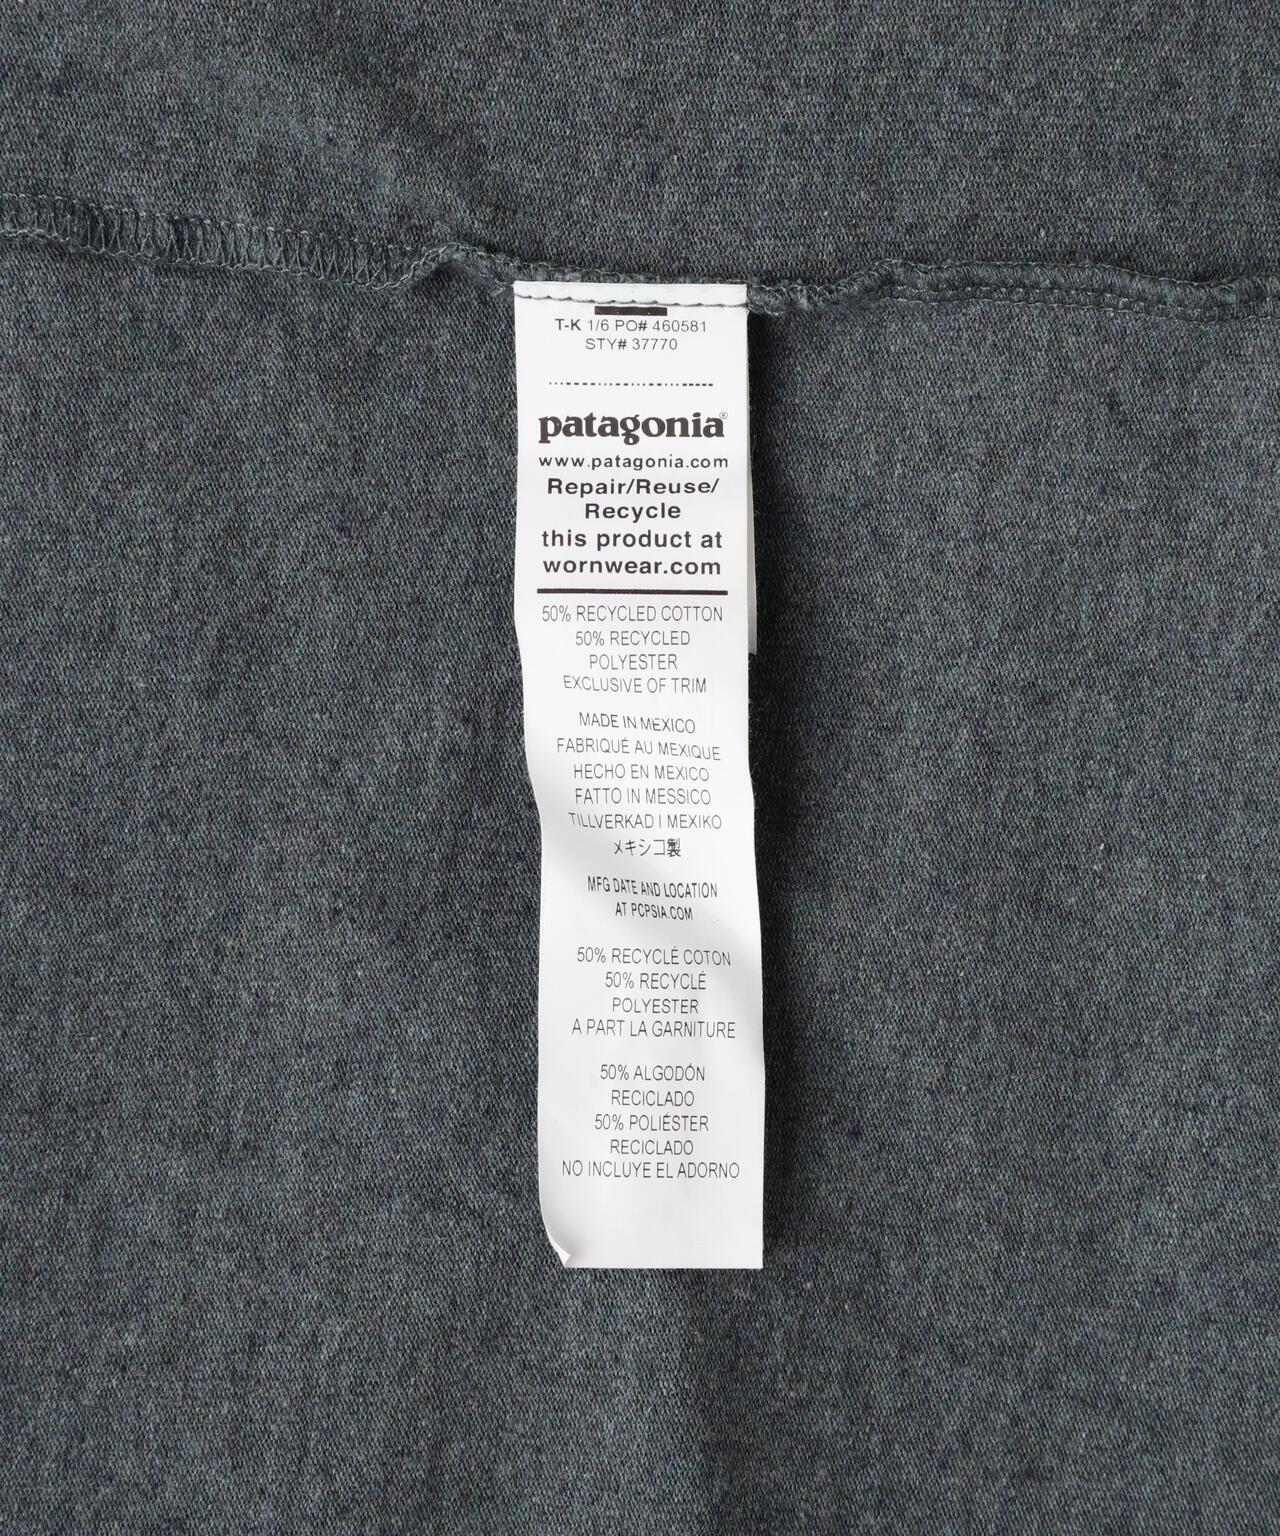 T-K 1/6 PO# 460581
STY# 37770
patagonia®
www.patagonia.com
Repair/Reuse/
Recycle
this product at
wornwear.com
50% RECYCLED COTTON
50% RECYCLED
POLYESTER
EXCLUSIVE OF TRIM
MADE IN MEXICO
FABRIQUÉ AU MEXIQUE
HECHO EN MEXICO
FATTO IN MESSICO
TILLVERKAD I MEXIKO
メキシコ製
MFG DATE AND LOCATION
AT PCPSIA.COM
50% RECYCLÉ COTON
50% RECYCLÉ
POLYESTER
A PART LA GARNITURE
50% ALGODÓN
RECICLADO
50% POLIÉSTER
RECICLADO
NO INCLUYE EL ADORNO